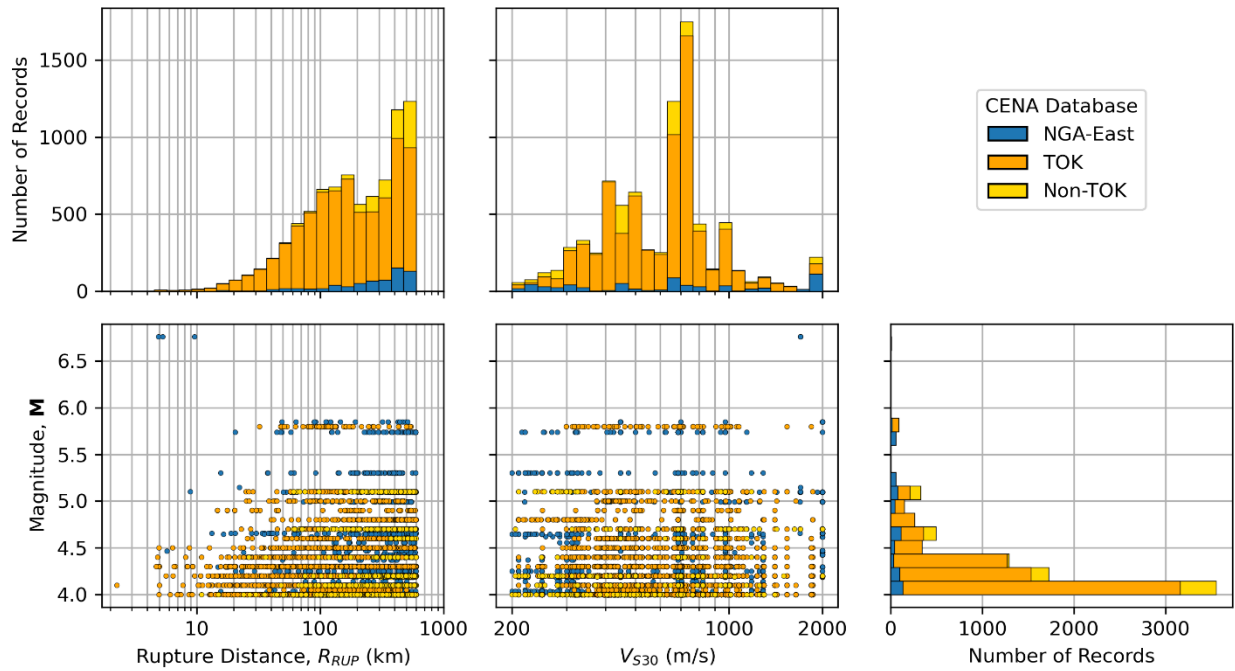 Number of Records
1500
1000
500
0
CENA Database
NGA-East
TOK
Non-TOK
Magnitude, M
6.5
6.0
5.5
5.0
4.5
4.0
10
100
1000
Rupture Distance, R_RUP (km)
200
1000
2000
V_S30 (m/s)
0
1000
2000
3000
Number of Records